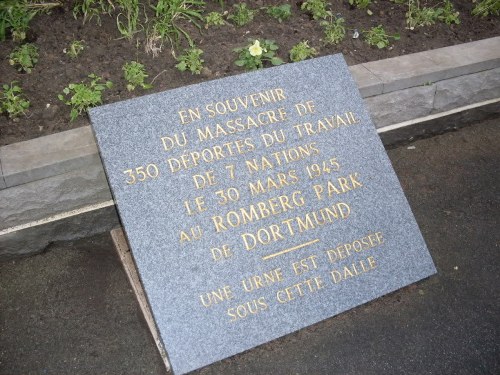 EN SOUVENIR
DU MASSACRE DE
350 DÉPORTÉS DU TRAVAIL
DE 7 NATIONS
LE 30 MARS 1945
AU ROMBERG PARK
DE DORTMUND
UNE URNE EST DÉPOSÉE
SOUS CETTE DALLE